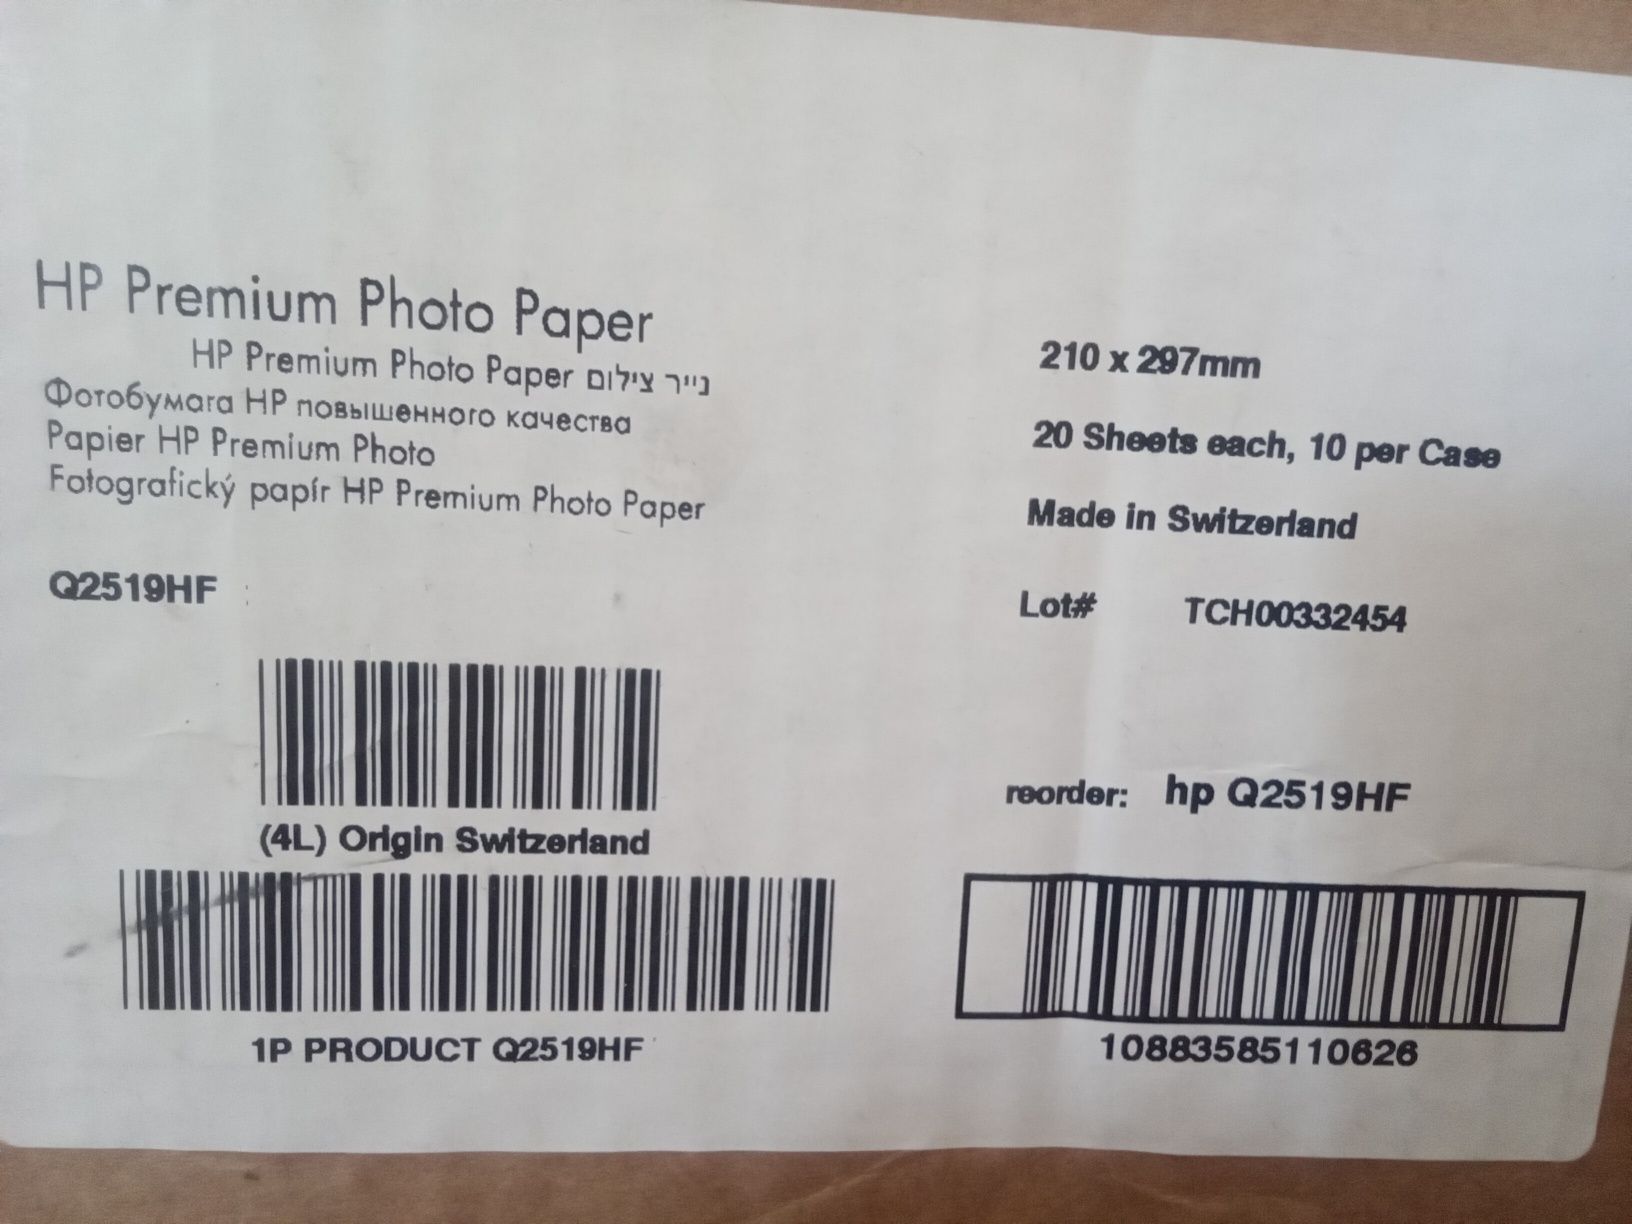 HP Premium Photo Paper
HP Premium Photo Paper נייר צילום
Фотобумага HP повышенного качества
Papier HP Premium Photo
Fotografický papír HP Premium Photo Paper
Q2519HF
(4L) Origin Switzerland
1P PRODUCT Q2519HF
210 x 297mm
20 Sheets each, 10 per Case
Made in Switzerland
Lot# TCH00332454
reorder: hp Q2519HF
10883585110626